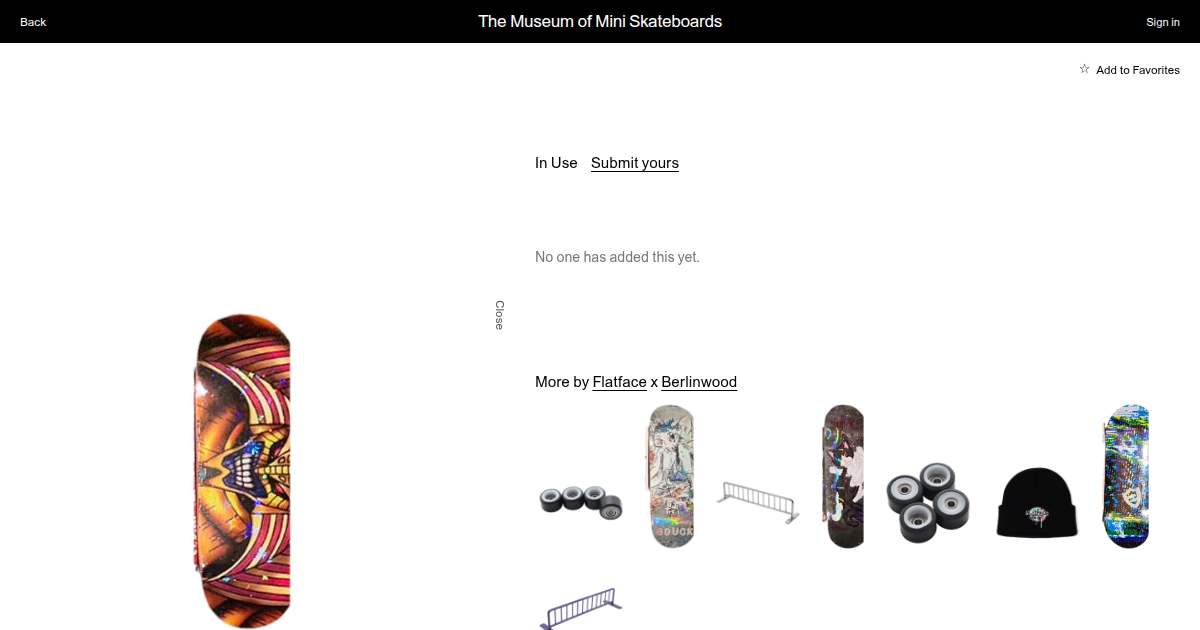 Back
The Museum of Mini Skateboards
Sign in
☆ Add to Favorites
In Use Submit yours
No one has added this yet.
Close
More by Flatface x Berlinwood